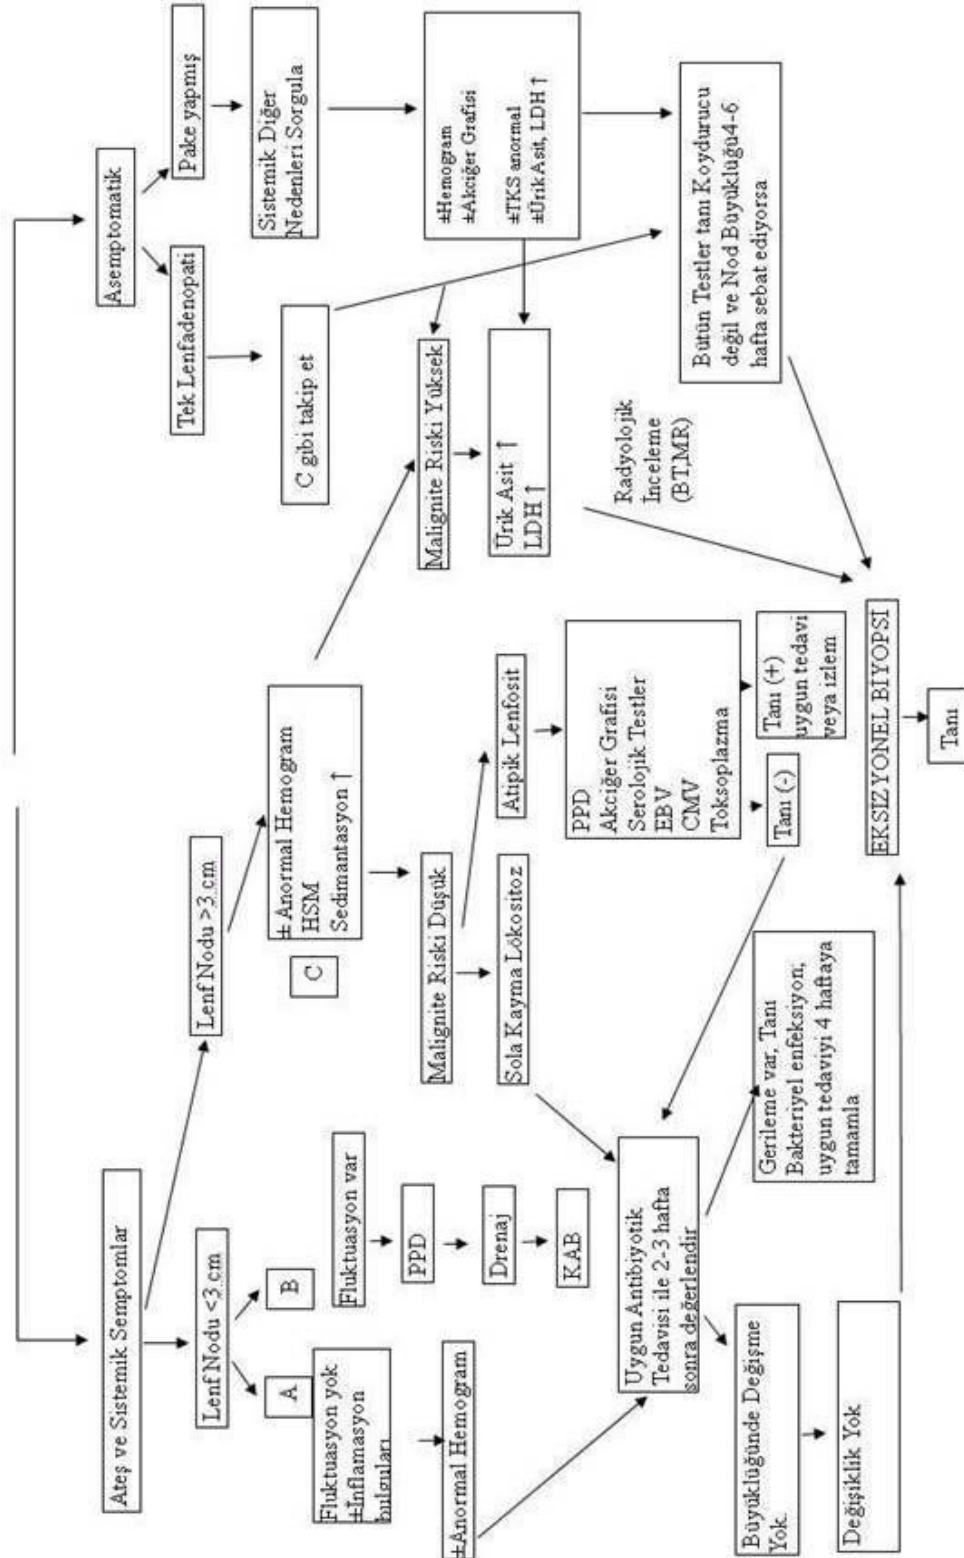 Ateş ve Sistemik Semptomlar
Asemptomatik
Lenf Nodu <3 cm
Lenf Nodu >3 cm
Tek Lenfadenopati
Pake yapmış
A
B
Fluktuasyon yok
±İnflamasyon
bulguları
Fluktuasyon var
C
± Anormal Hemogram
HSM
Sedimantasyon ↑
C gibi takip et
Sistemik Diğer
Nedenleri Sorgula
±Anormal Hemogram
PPD
Drenaj
KAB
Malignite Riski Düşük
Malignite Riski Yüksek
±Hemogram
±Akciğer Grafisi
±TKS anormal
±Ürik Asit, LDH ↑
Sola Kayma Lökositoz
Atipik Lenfosit
Ürik Asit ↑
LDH ↑
PPD
Akciğer Grafisi
Serolojik Testler
EBV
CMV
Toksoplazma
Radyolojik
İnceleme
(BT,MR)
Bütün Testler tanı Koydurucu
değil ve Nod Büyüklüğü4-6
hafta sebat ediyorsa
Uygun Antibiyotik
Tedavisi ile 2-3 hafta
sonra değerlendir
Tanı (-)
Tanı (+)
uygun tedavi
veya izlem
Büyüklüğünde Değişme
Yok.
Gerileme var, Tanı
Bakteriyel enfeksiyon;
uygun tedaviyi 4 haftaya
tamamla
Değişiklik Yok
EKSİZYONEL BİYOPSİ
Tanı